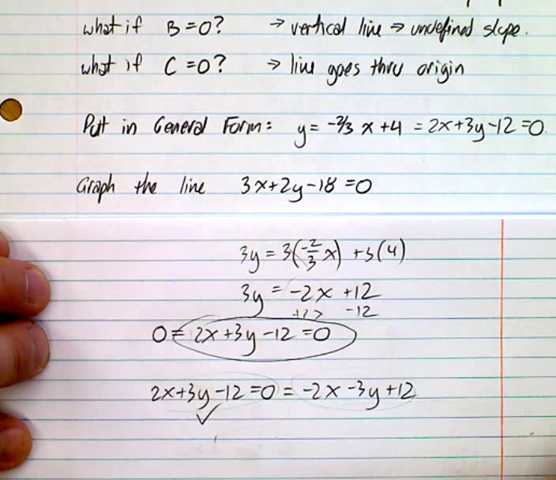 what if B=0? → vertical line ⇒ undefined slope.
what if C=0? ⇒ line goes thru origin
Put in General Form: y= -2/3 x +4 = 2x+3y-12=0
Graph the line 3x+2y-18=0
3y = 3(-2/3 x) +3(4)
3y = -2x +12
-12
0 = 2x+3y-12 =0
2x+3y-12=0 = -2x-3y+12
✓